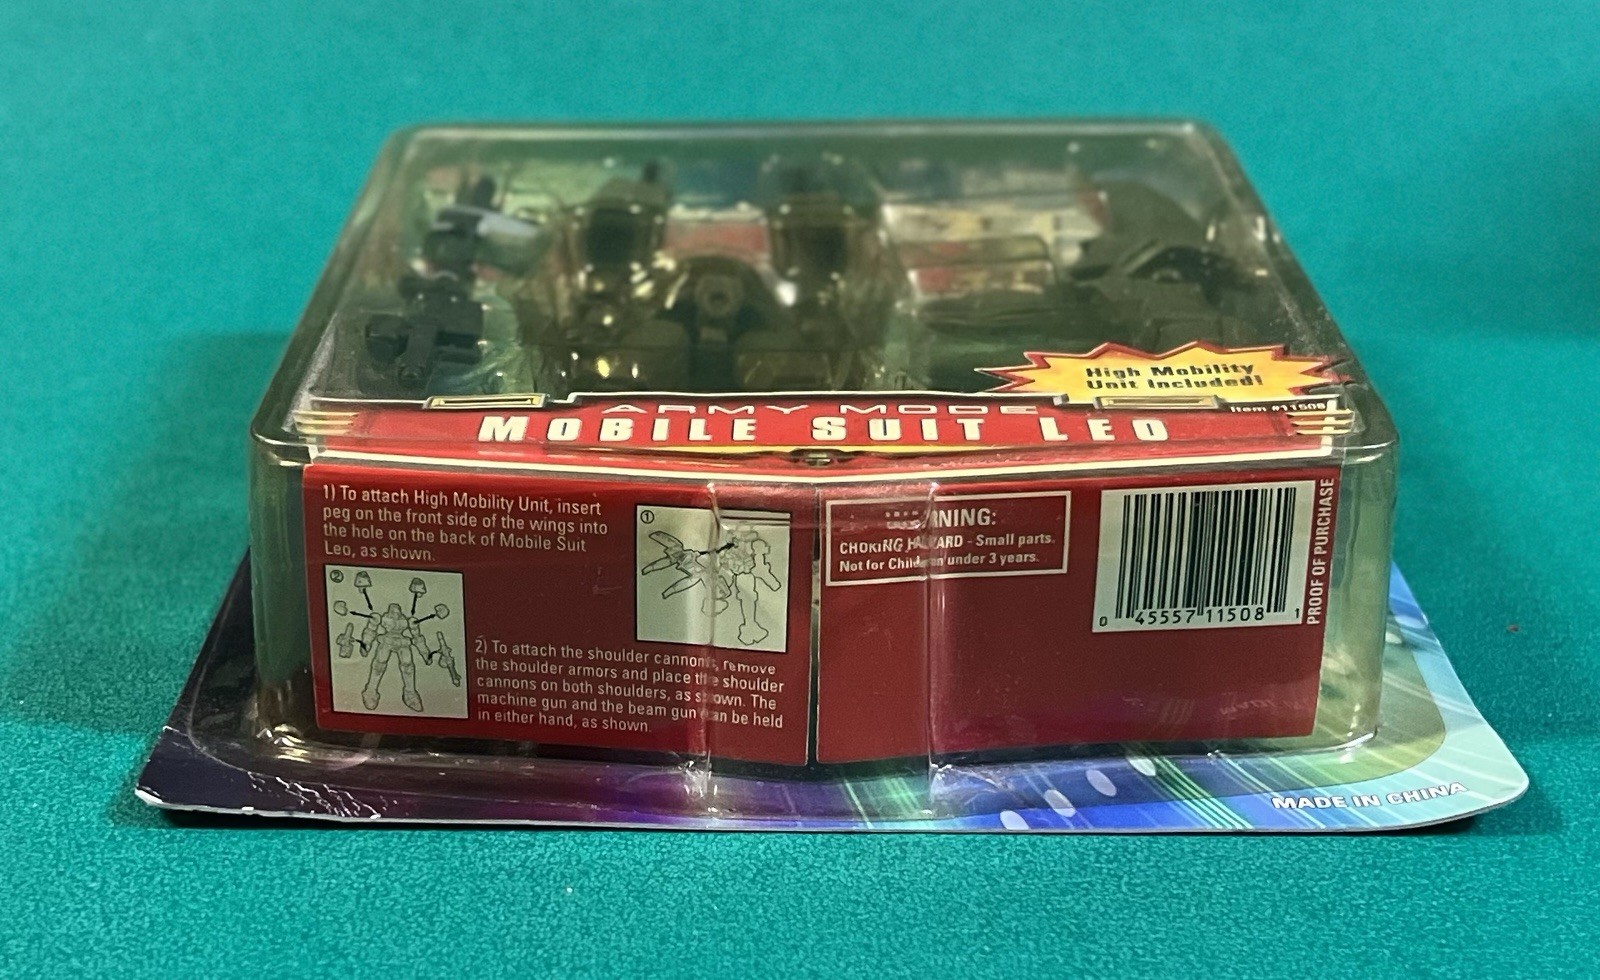 High Mobility
Unit Included!
Item #11508
ARMY MODE
MOBILE SUIT LEO
1) To attach High Mobility Unit, insert
peg on the front side of the wings into
the hole on the back of Mobile Suit
Leo, as shown.
①
②
2) To attach the shoulder cannons, remove
the shoulder armors and place the shoulder
cannons on both shoulders, as shown. The
machine gun and the beam gun can be held
in either hand, as shown.
WARNING:
CHOKING HAZARD - Small parts.
Not for Children under 3 years.
0 45557 11508 1
PROOF OF PURCHASE
MADE IN CHINA